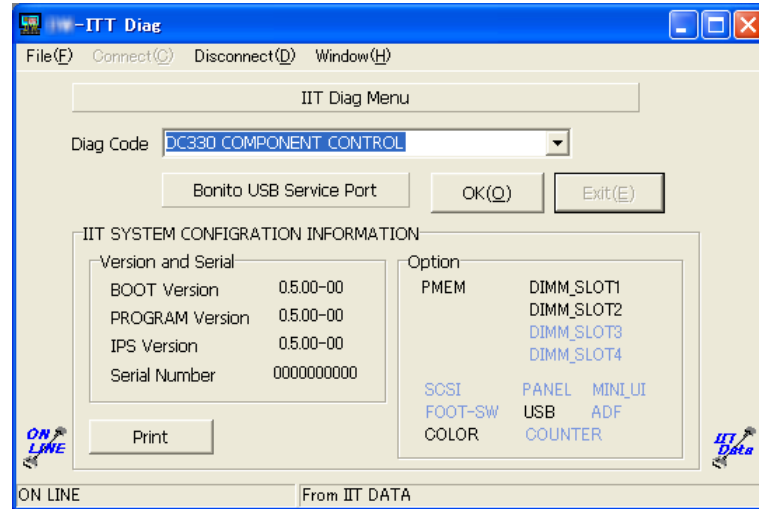 -ITT Diag
File(F) Connect(C) Disconnect(D) Window(H)
IIT Diag Menu
Diag Code DC330 COMPONENT CONTROL
Bonito USB Service Port OK(O) Exit(E)
IIT SYSTEM CONFIGRATION INFORMATION
Version and Serial
BOOT Version 0.5.00-00
PROGRAM Version 0.5.00-00
IPS Version 0.5.00-00
Serial Number 0000000000
Print
Option
PMEM DIMM_SLOT1
DIMM_SLOT2
DIMM_SLOT3
DIMM_SLOT4
SCSI PANEL MINI_UI
FOOT-SW USB ADF
COLOR COUNTER
ON LINE
IIT Data
ON LINE From IIT DATA